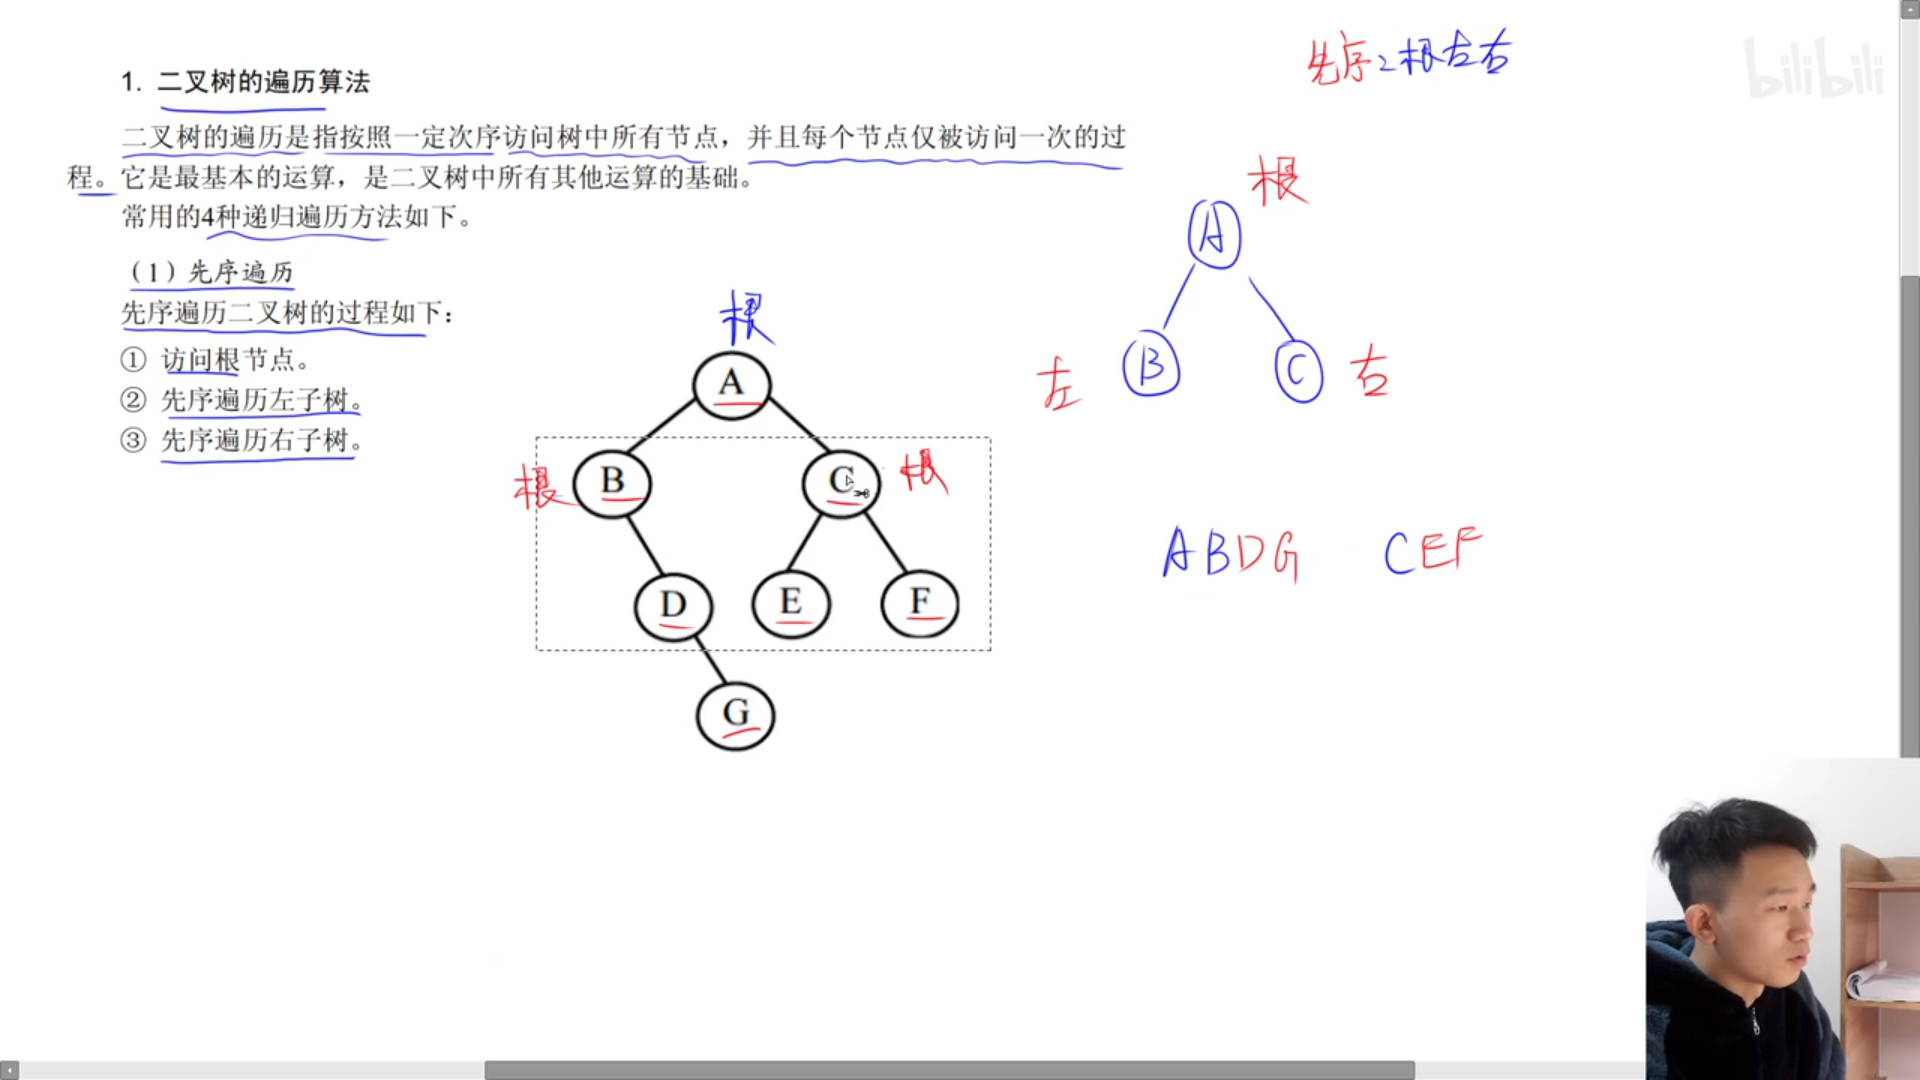 先序:根左右
bilibili
1. 二叉树的遍历算法
二叉树的遍历是指按照一定次序访问树中所有节点，并且每个节点仅被访问一次的过
程。它是最基本的运算，是二叉树中所有其他运算的基础。
常用的4种递归遍历方法如下。
（1）先序遍历
先序遍历二叉树的过程如下：
① 访问根节点。
② 先序遍历左子树。
③ 先序遍历右子树。
根
A
根 B C 根
D E F
G
根
A
左 B C 右
ABDG CEF